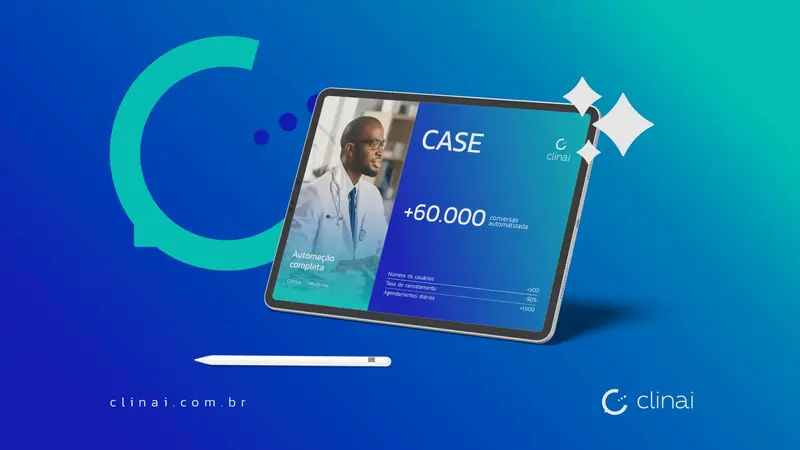 CASE
clinai
+60.000 conversas
automatizada
Automação
completa
Número de usuários +500
Taxa de cancelamento -90%
Agendamentos diários +1600
clinai.com.br
clinai